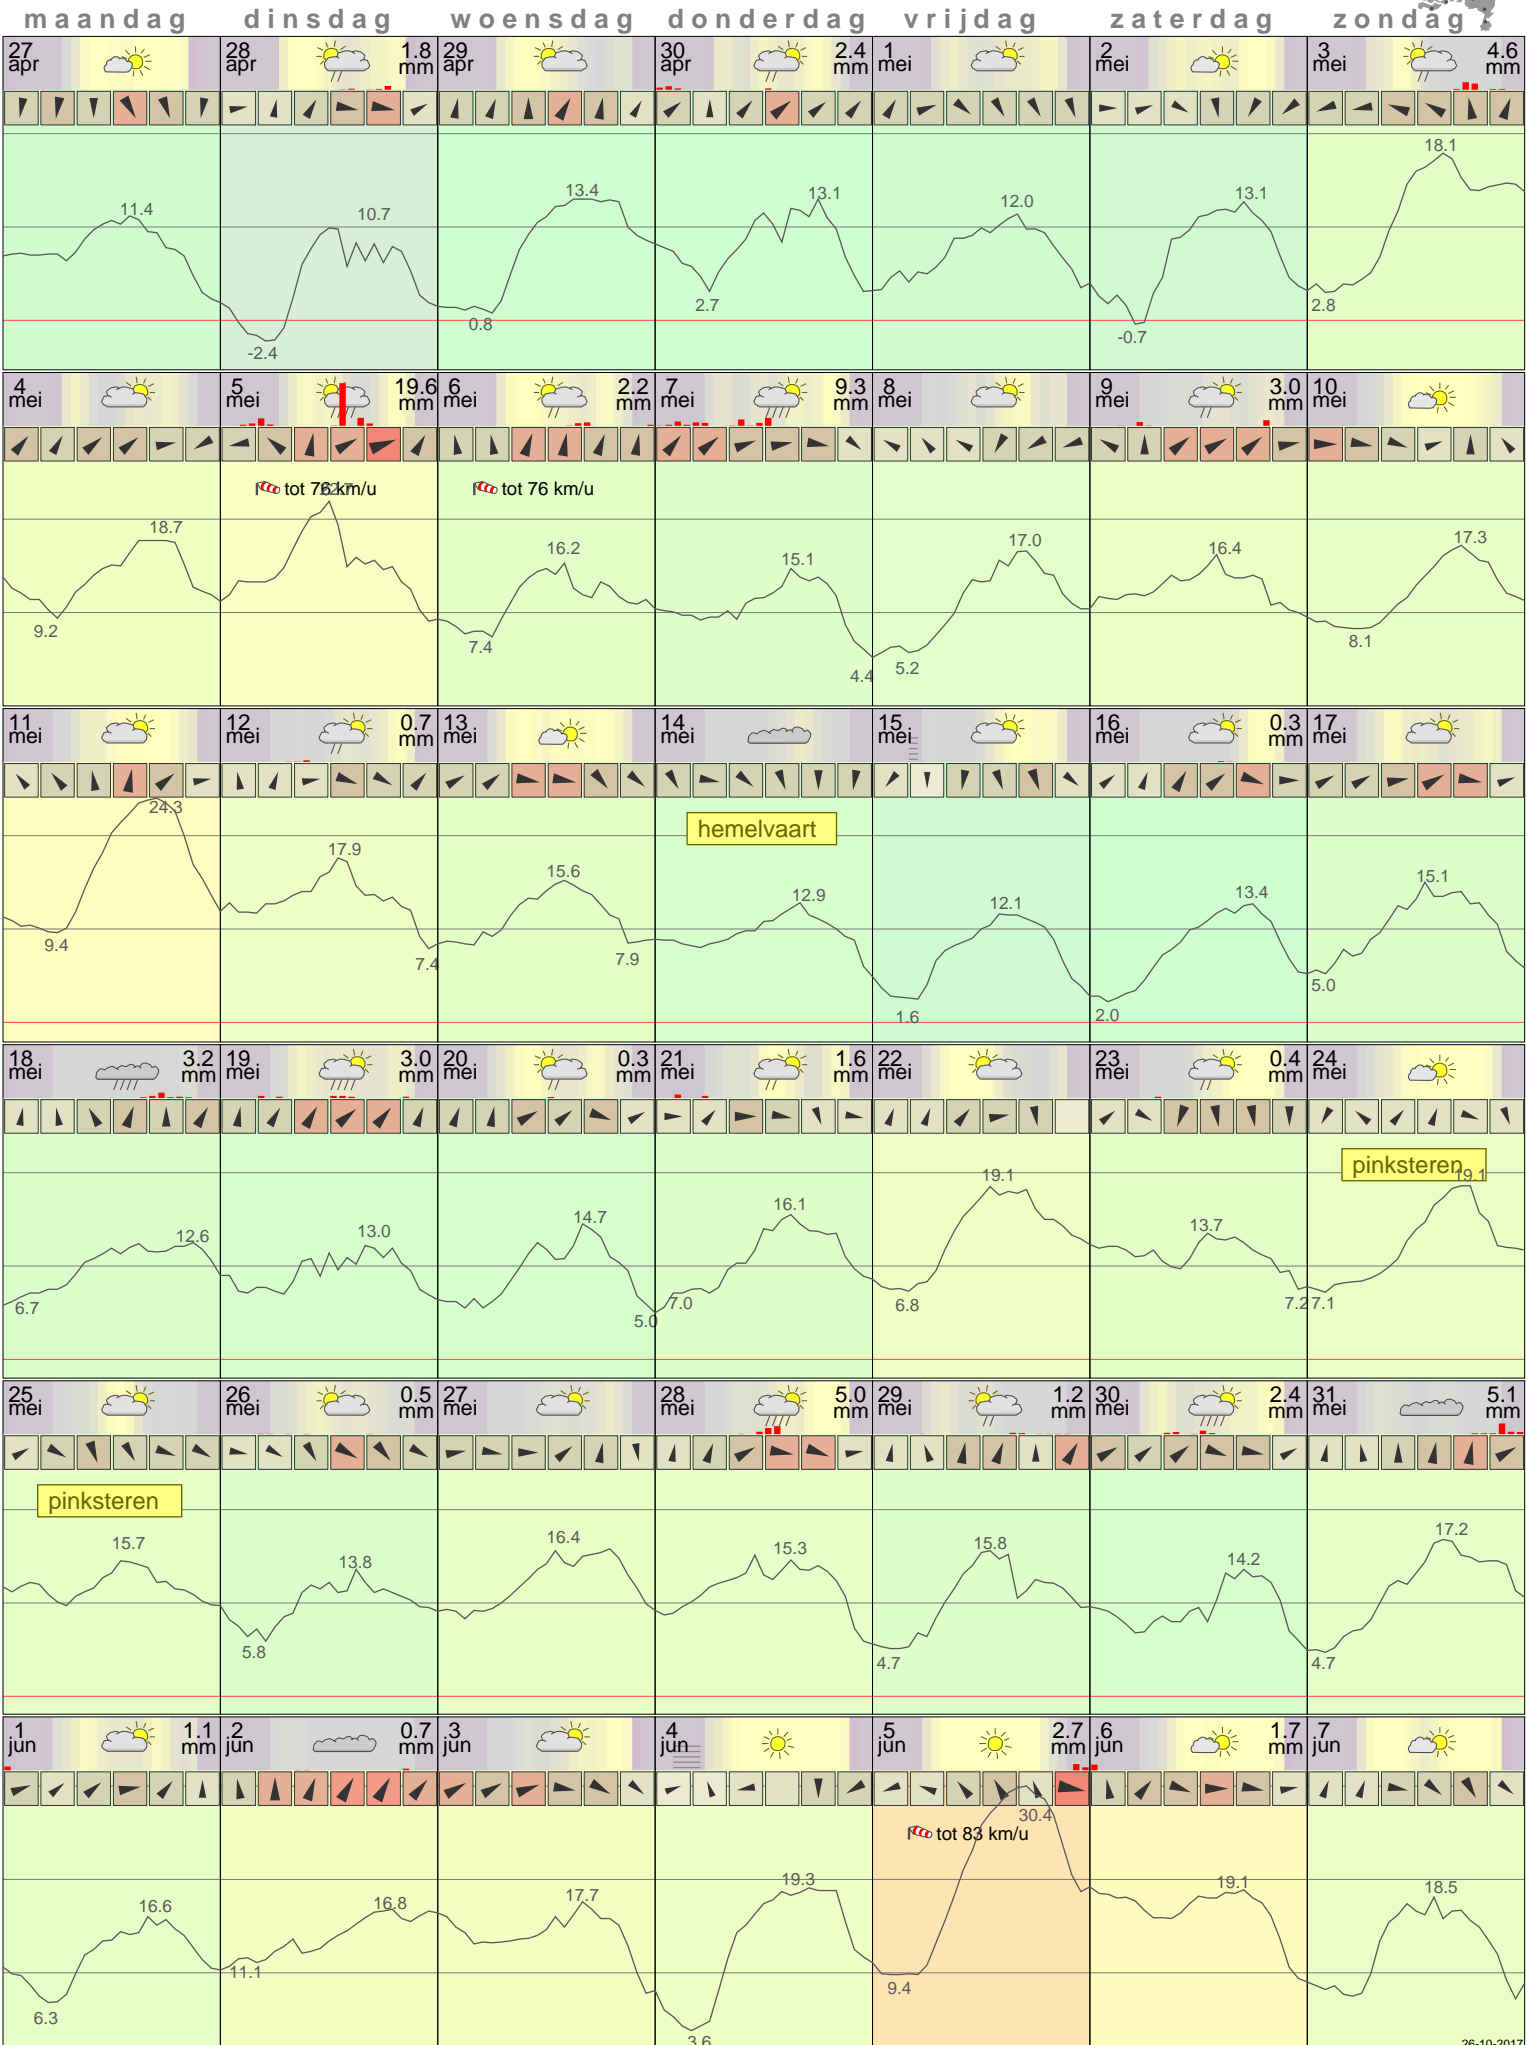 maandag dinsdag woensdag donderdag vrijdag zaterdag zondag
27 apr 28 apr 1.8 mm 29 apr 30 apr 2.4 mm 1 mei 2 mei 3 mei 4.6 mm
11.4 10.7 13.4 13.1 12.0 13.1 18.1
-2.4 0.8 2.7 -0.7 2.8
4 mei 5 mei 19.6 mm 6 mei 2.2 mm 7 mei 9.3 mm 8 mei 9 mei 3.0 mm 10 mei
tot 76 km/u tot 76 km/u
18.7 16.2 15.1 17.0 16.4 17.3
9.2 7.4 4.4 5.2 8.1
11 mei 12 mei 0.7 mm 13 mei 14 mei 15 mei 16 mei 0.3 mm 17 mei
hemelvaart
24.3 17.9 15.6 12.9 12.1 13.4 15.1
9.4 7.4 7.9 1.6 2.0 5.0
18 mei 3.2 mm 19 mei 3.0 mm 20 mei 0.3 mm 21 mei 1.6 mm 22 mei 23 mei 0.4 mm 24 mei
pinksteren
12.6 13.0 14.7 16.1 19.1 13.7 19.1
6.7 5.0 7.0 6.8 7.2 7.1
25 mei 26 mei 0.5 mm 27 mei 28 mei 5.0 mm 29 mei 1.2 mm 30 mei 2.4 mm 31 mei 5.1 mm
pinksteren
15.7 13.8 16.4 15.3 15.8 14.2 17.2
5.8 4.7 4.7
1 jun 1.1 mm 2 jun 0.7 mm 3 jun 4 jun 5 jun 2.7 mm 6 jun 1.7 mm 7 jun
tot 83 km/u
16.6 16.8 17.7 19.3 30.4 19.1 18.5
6.3 11.1 3.6 9.4
26-10-2017